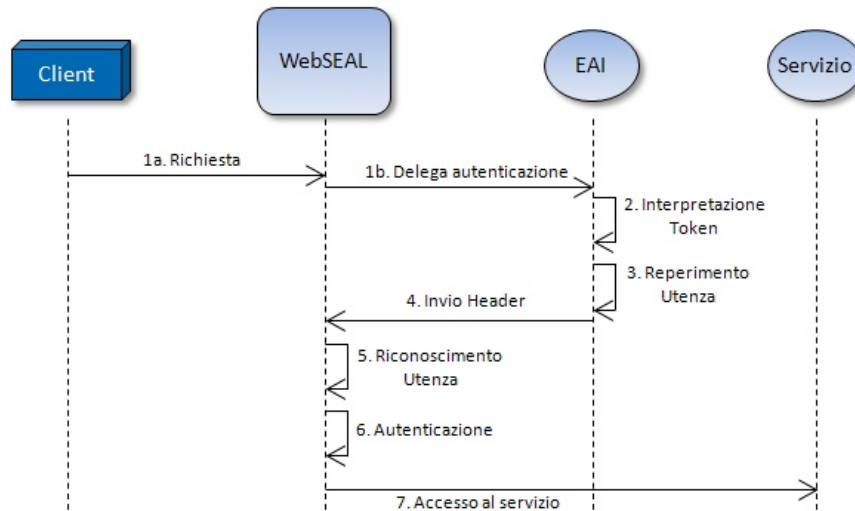 Client
WebSEAL
EAI
Servizio
1a. Richiesta
1b. Delega autenticazione
2. Interpretazione
Token
3. Reperimento
Utenza
4. Invio Header
5. Riconoscimento
Utenza
6. Autenticazione
7. Accesso al servizio